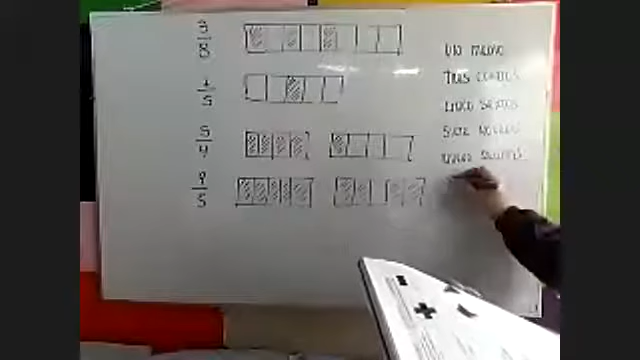 3/8
1/5
5/4
9/5
UN MEDIO
TRES CUARTOS
CINCO SEXTOS
SIETE NOVENOS